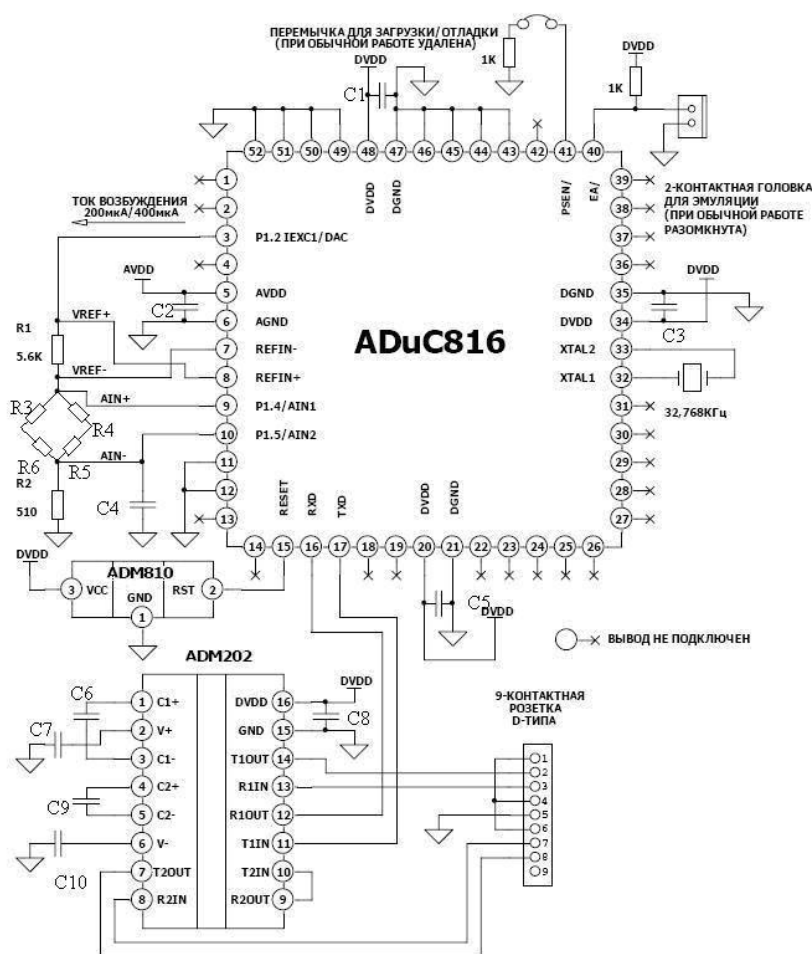 ПЕРЕМЫЧКА ДЛЯ ЗАГРУЗКИ/ОТЛАДКИ
(ПРИ ОБЫЧНОЙ РАБОТЕ УДАЛЕНА)
DVDD
C1
1K
DVDD
1K
52
51
50
49
48
47
46
45
44
43
42
41
40
DVDD
DGND
PSEN/
EA/
2-КОНТАКТНАЯ ГОЛОВКА
ДЛЯ ЭМУЛЯЦИИ
(ПРИ ОБЫЧНОЙ РАБОТЕ
РАЗОМКНУТА)
ТОК ВОЗБУЖДЕНИЯ
200мкА/400мкА
1
2
3 P1.2 IEXC1/DAC
4
AVDD
5 AVDD
C2
6 AGND
7 REFIN-
8 REFIN+
9 P1.4/AIN1
10 P1.5/AIN2
11
12
13
VREF+
R1
5.6K
VREF-
AIN+
R3
R4
R6
R5
AIN-
R2
510
C4
ADuC816
39
38
37
36
DVDD
DGND 35
DVDD 34
C3
XTAL2 33
XTAL1 32
32,768КГц
31
30
29
28
27
RESET
RXD
TXD
DVDD
DGND
14
15
16
17
18
19
20
21
22
23
24
25
26
C5
DVDD
DVDD
ADM810
3 VCC
RST 2
GND
1
ВЫВОД НЕ ПОДКЛЮЧЕН
ADM202
C6
C7
C9
C10
1 C1+
2 V+
3 C1-
4 C2+
5 C2-
6 V-
7 T2OUT
8 R2IN
DVDD
DVDD 16
C8
GND 15
T1OUT 14
R1IN 13
R1OUT 12
T1IN 11
T2IN 10
R2OUT 9
9-КОНТАКТНАЯ
РОЗЕТКА
D-ТИПА
1
2
3
4
5
6
7
8
9